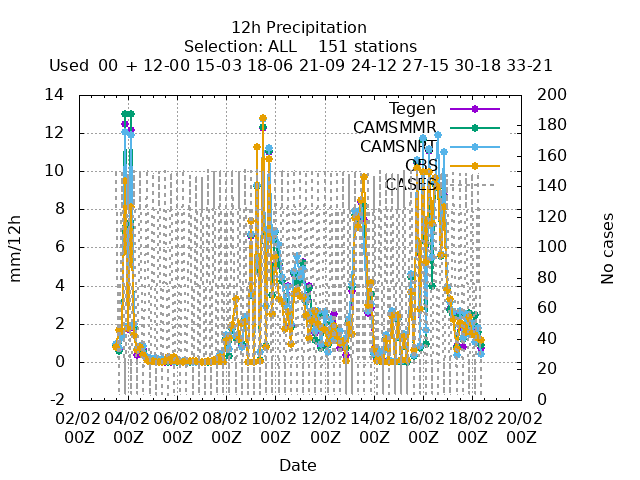 12h Precipitation
Selection: ALL 151 stations
Used 00 + 12-00 15-03 18-06 21-09 24-12 27-15 30-18 33-21
14 200
Tegen
12 180
CAMSMMR
CAMSNRT
10 160
OBS
CASES
8 140
6 120
4 100
2 80
0 60
-2 40
20
0
mm/12h
No cases
02/02 04/02 06/02 08/02 10/02 12/02 14/02 16/02 18/02 20/02
00Z 00Z 00Z 00Z 00Z 00Z 00Z 00Z 00Z 00Z
Date